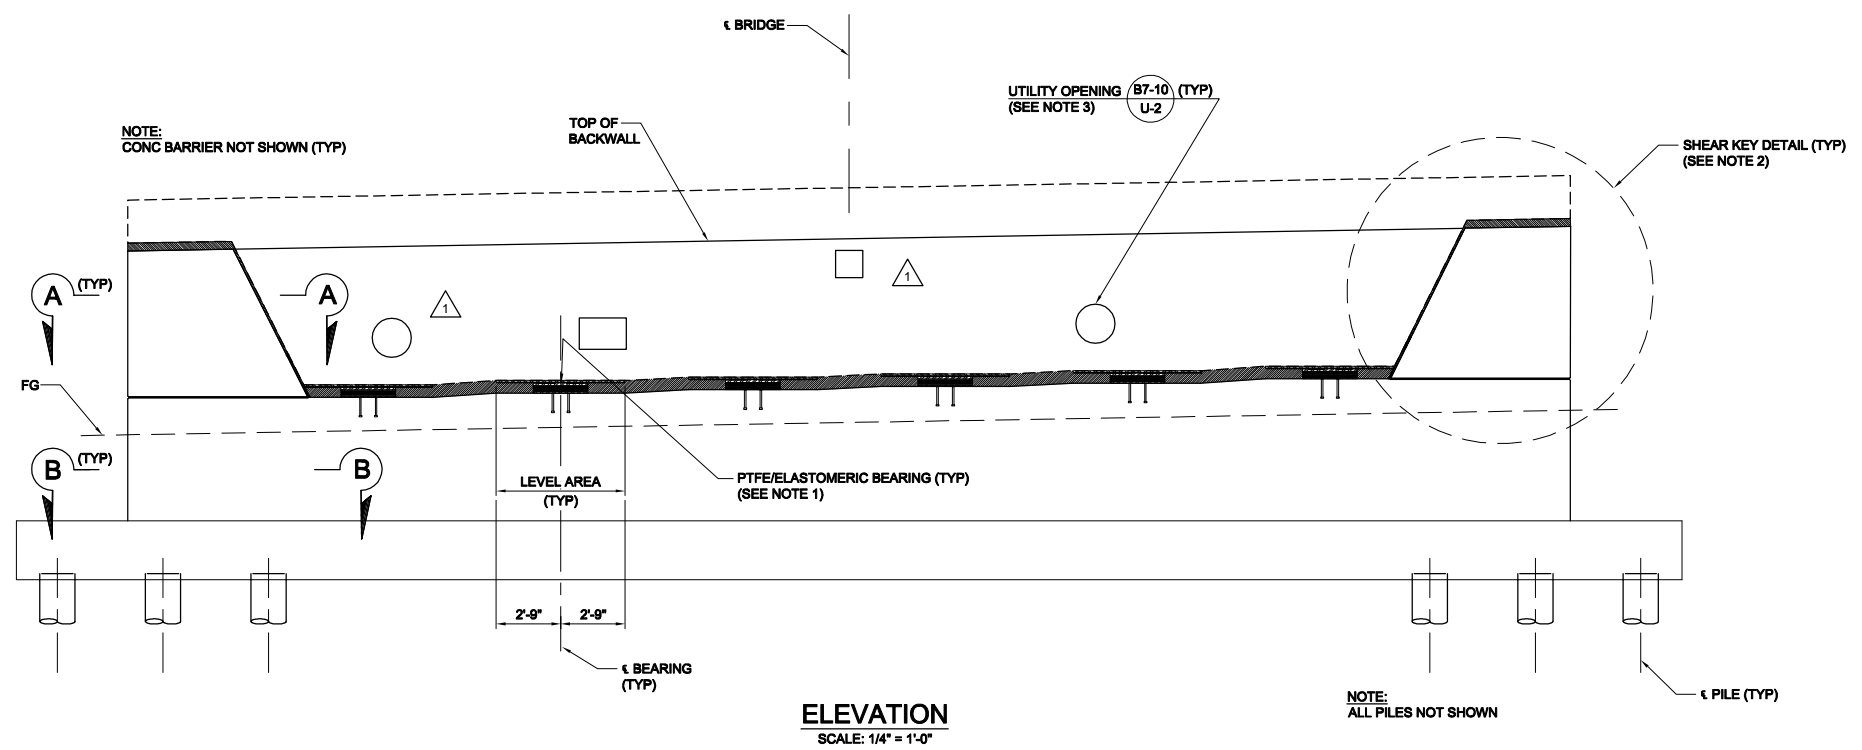 ℄ BRIDGE
UTILITY OPENING B7-10 (TYP)
(SEE NOTE 3) U-2
TOP OF
BACKWALL
NOTE:
CONC BARRIER NOT SHOWN (TYP)
SHEAR KEY DETAIL (TYP)
(SEE NOTE 2)
1
A (TYP)
A
1
FG
B (TYP)
B
LEVEL AREA
(TYP)
PTFE/ELASTOMERIC BEARING (TYP)
(SEE NOTE 1)
2'-9" 2'-9"
℄ BEARING
(TYP)
NOTE:
ALL PILES NOT SHOWN
℄ PILE (TYP)
ELEVATION
SCALE: 1/4" = 1'-0"